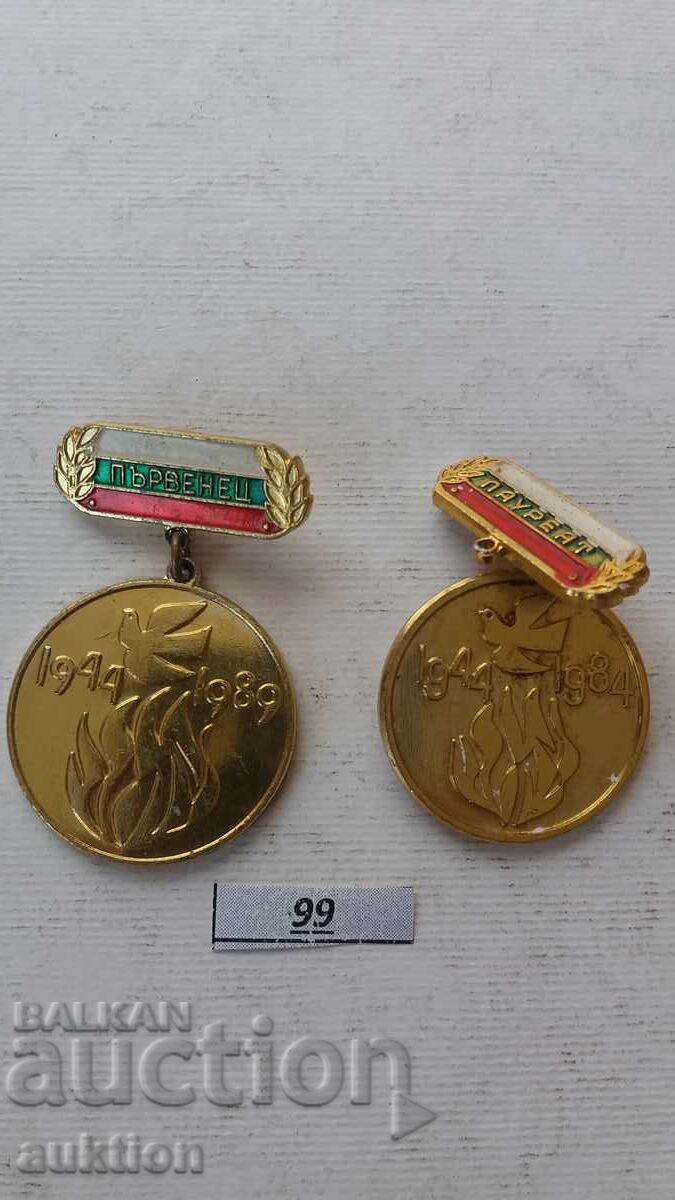 ПЪРВЕНЕЦ
1944 1989
ЛАУРЕАТ
1944 1984
99
BALKAN
auction
auktion